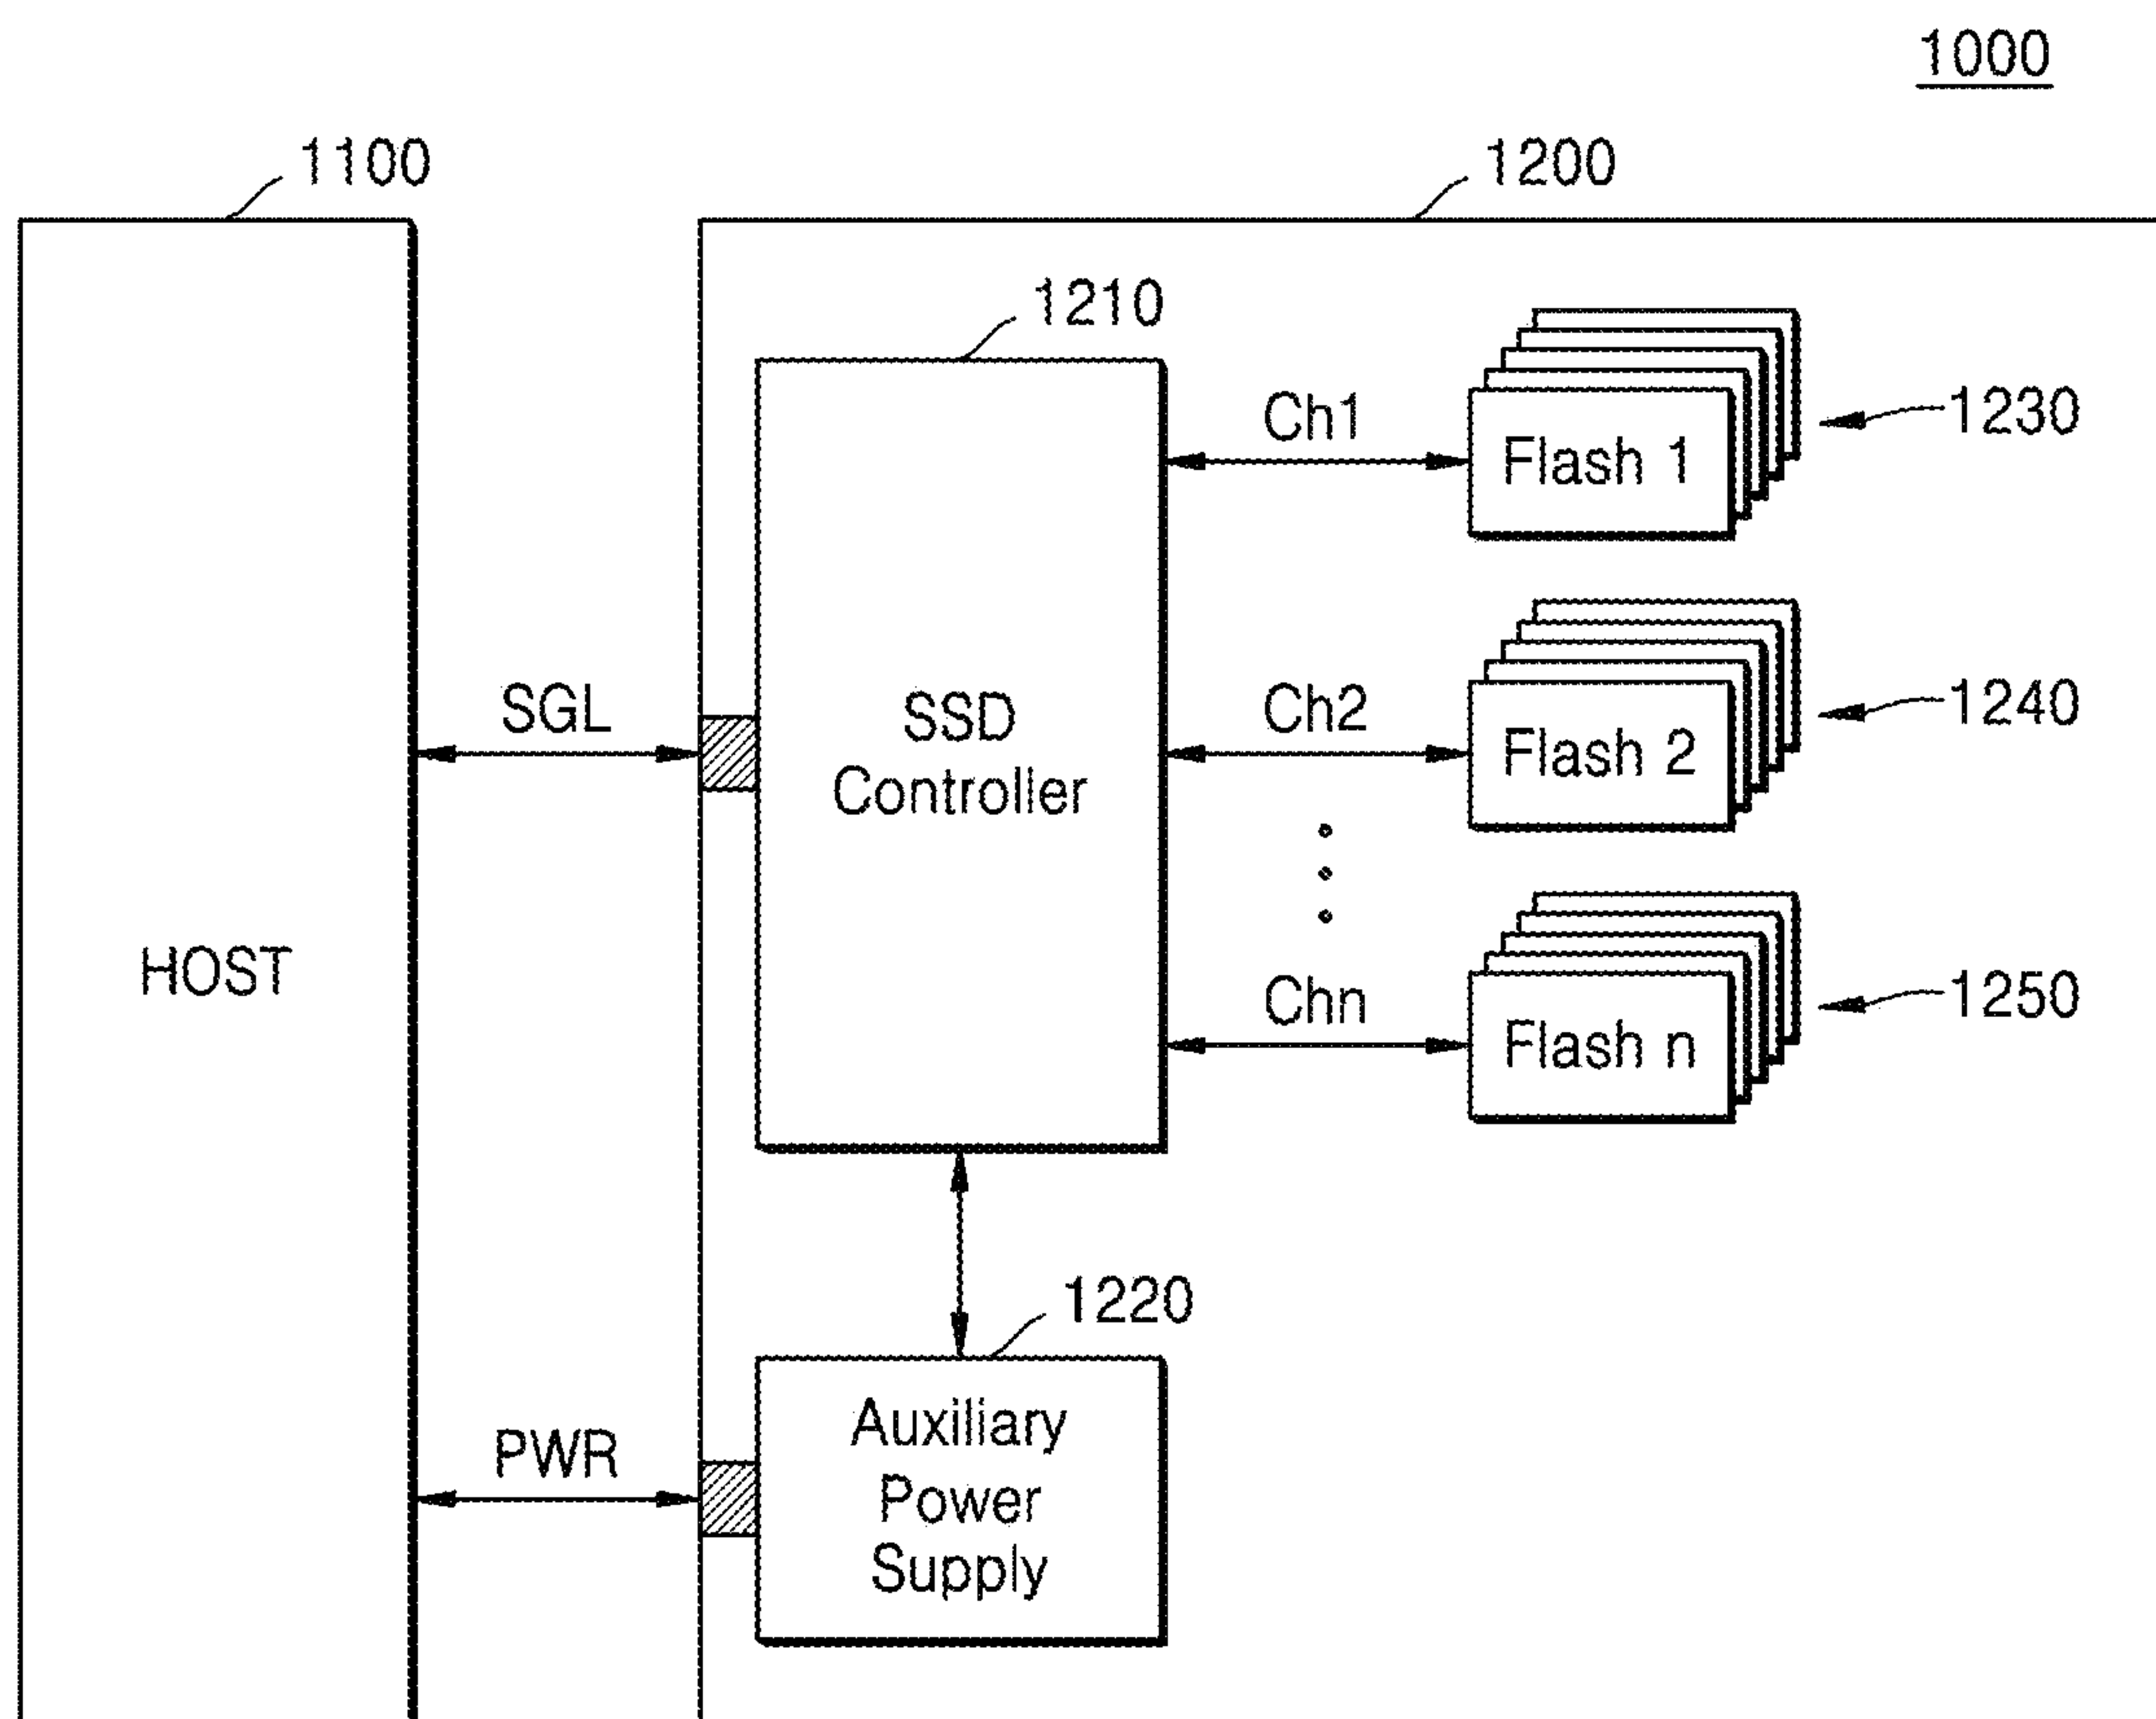 1000
1100
1200
1210
Ch1
Flash 1
1230
SGL
SSD
Controller
Ch2
Flash 2
1240
HOST
Chn
Flash n
1250
1220
PWR
Auxiliary
Power
Supply